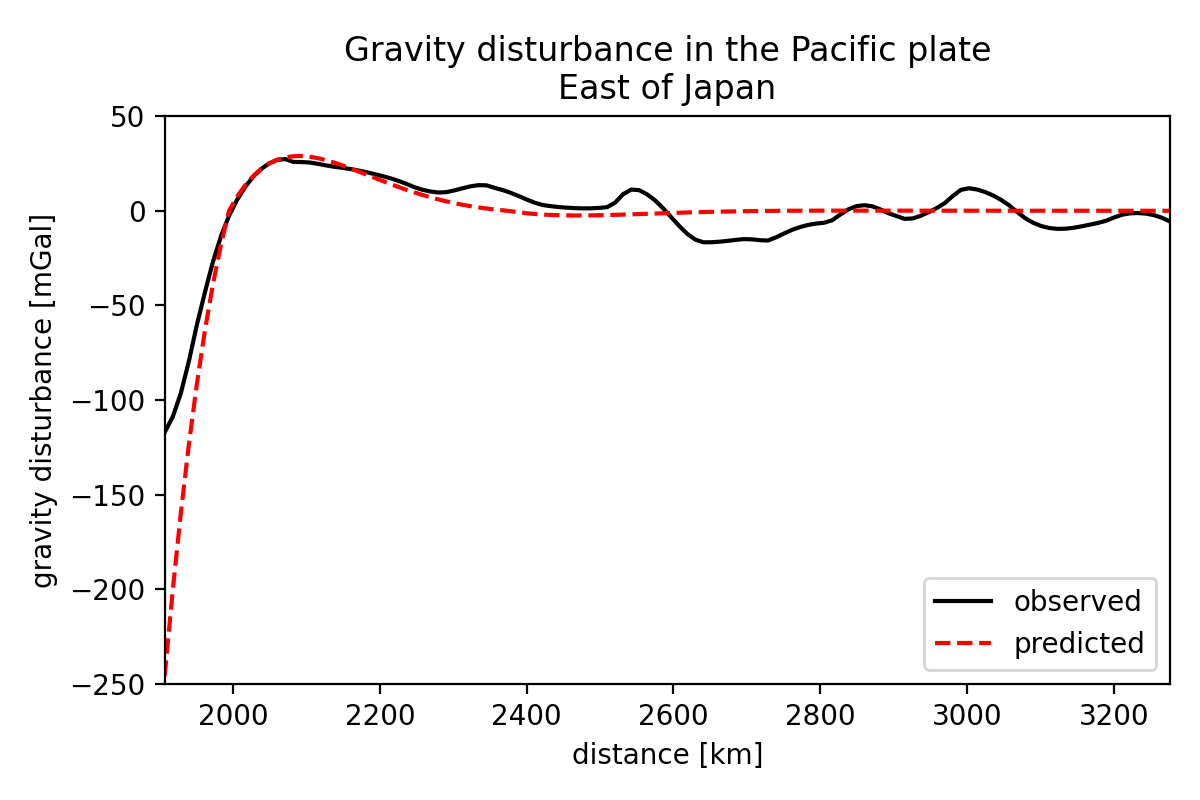 Gravity disturbance in the Pacific plate
East of Japan
50
0
−50
−100
−150
−200
−250
gravity disturbance [mGal]
observed
predicted
2000 2200 2400 2600 2800 3000 3200
distance [km]